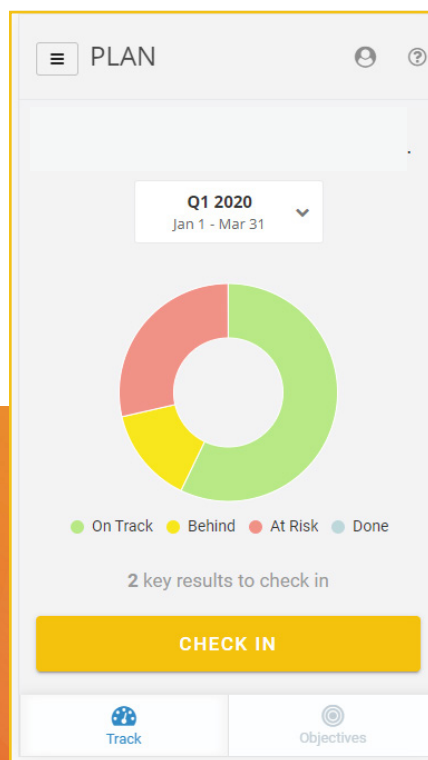 PLAN
.
Q1 2020
Jan 1 - Mar 31
On Track Behind At Risk Done
2 key results to check in
CHECK IN
Track Objectives